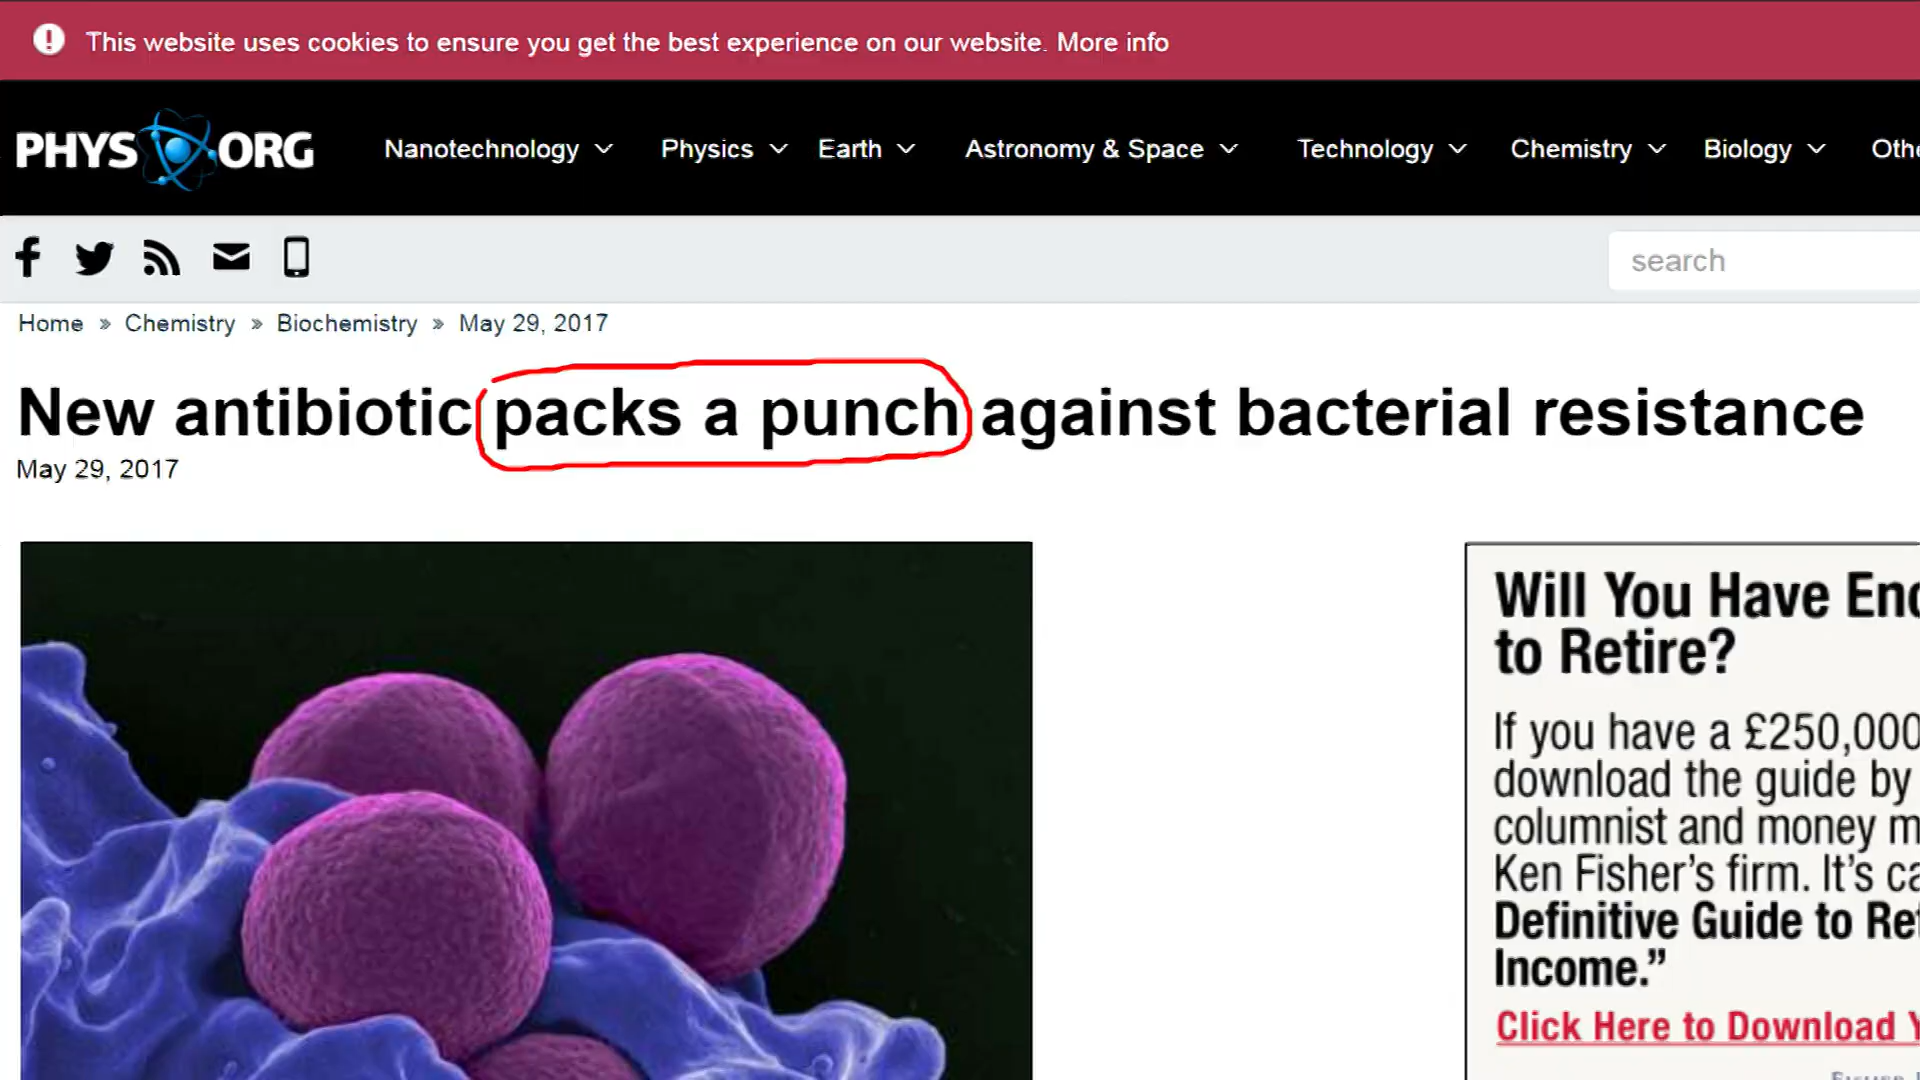 This website uses cookies to ensure you get the best experience on our website. More info
PHYS ORG
Nanotechnology Physics Earth Astronomy & Space Technology Chemistry Biology
search
Home » Chemistry » Biochemistry » May 29, 2017
New antibiotic packs a punch against bacterial resistance
May 29, 2017
Will You Have
to Retire?
If you have a £250,000
download the guide by
columnist and money
Ken Fisher's firm. It's
Definitive Guide to
Income.”
Click Here to Download